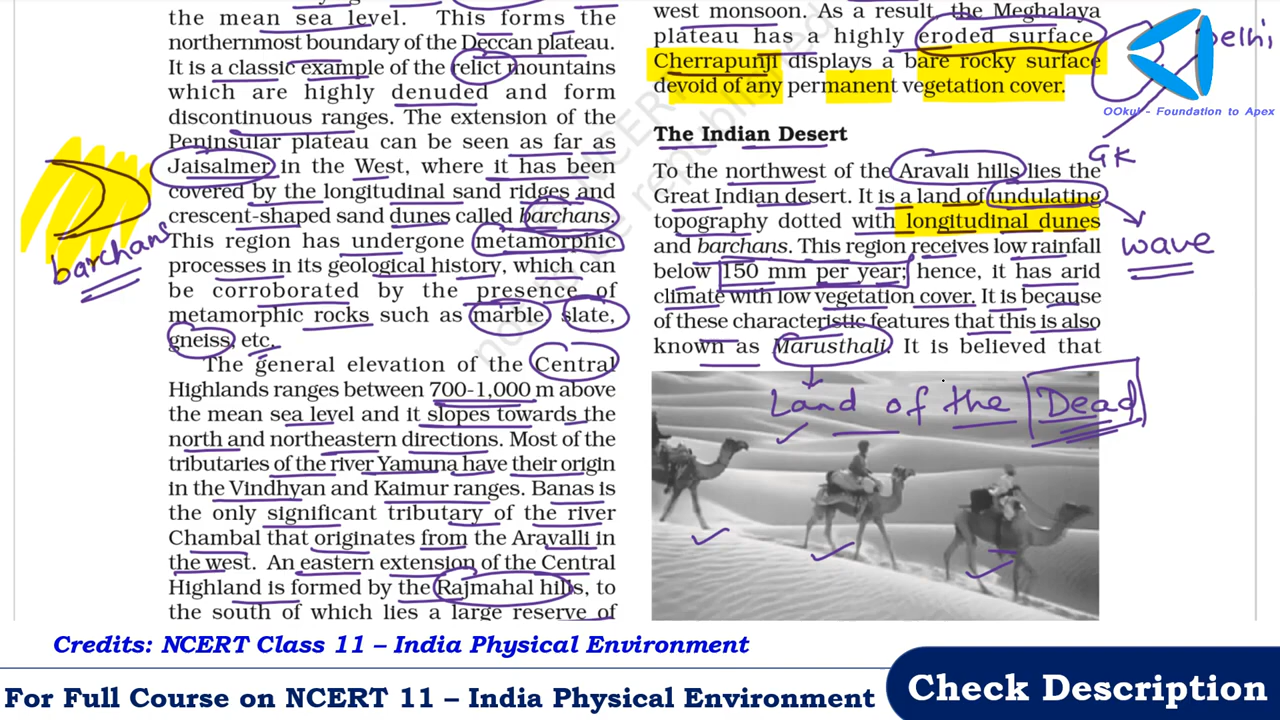 the mean sea level. This forms the
northernmost boundary of the Deccan plateau.
It is a classic example of the relict mountains
which are highly denuded and form
discontinuous ranges. The extension of the
Peninsular plateau can be seen as far as
Jaisalmer in the West, where it has been
covered by the longitudinal sand ridges and
crescent-shaped sand dunes called barchans.
This region has undergone metamorphic
processes in its geological history, which can
be corroborated by the presence of
metamorphic rocks such as marble, slate,
gneiss, etc.
The general elevation of the Central
Highlands ranges between 700-1,000 m above
the mean sea level and it slopes towards the
north and northeastern directions. Most of the
tributaries of the river Yamuna have their origin
in the Vindhyan and Kaimur ranges. Banas is
the only significant tributary of the river
Chambal that originates from the Aravalli in
the west. An eastern extension of the Central
Highland is formed by the Rajmahal hills, to
the south of which lies a large reserve of
barchans
west monsoon. As a result, the Meghalaya
plateau has a highly eroded surface.
Cherrapunji displays a bare rocky surface
devoid of any permanent vegetation cover.
The Indian Desert
To the northwest of the Aravali hills lies the
Great Indian desert. It is a land of undulating
topography dotted with longitudinal dunes
and barchans. This region receives low rainfall
below 150 mm per year; hence, it has arid
climate with low vegetation cover. It is because
of these characteristic features that this is also
known as Marusthali. It is believed that
Land of the Dead
Delhi
OOkul - Foundation to Apex
GK
wave
Credits: NCERT Class 11 – India Physical Environment
For Full Course on NCERT 11 – India Physical Environment
Check Description